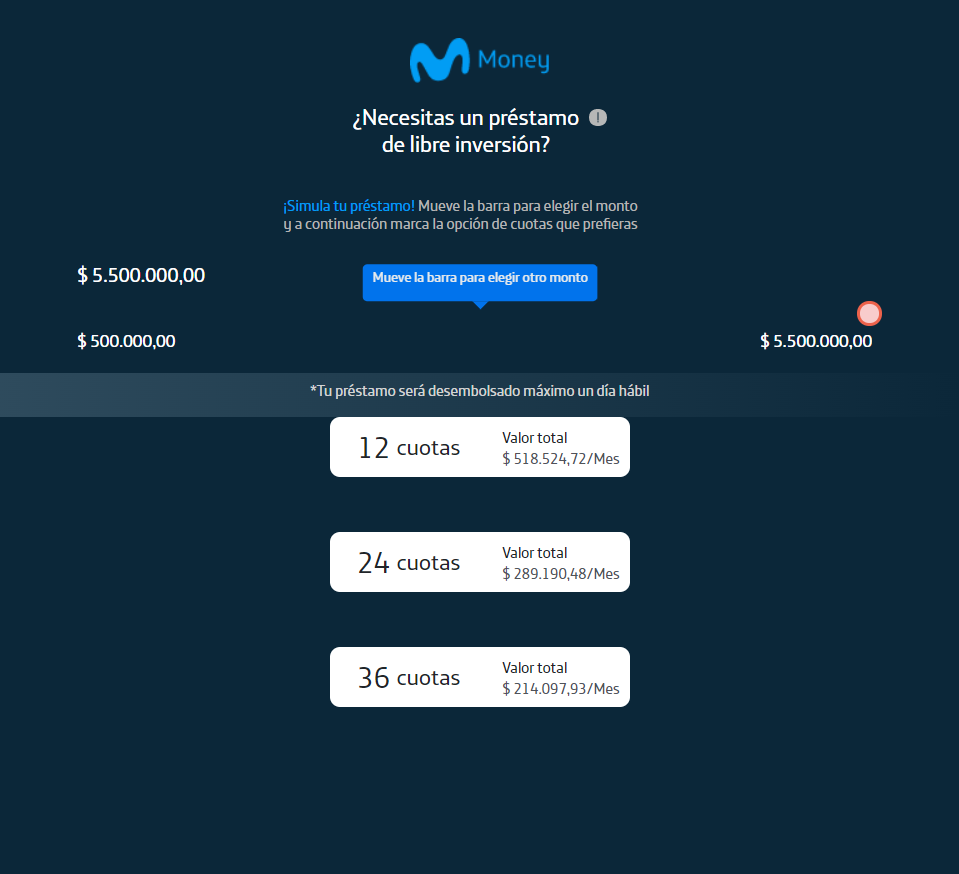 Money
¿Necesitas un préstamo
de libre inversión?
¡Simula tu préstamo! Mueve la barra para elegir el monto
y a continuación marca la opción de cuotas que prefieras
$ 5.500.000,00
Mueve la barra para elegir otro monto
$ 500.000,00
$ 5.500.000,00
*Tu préstamo será desembolsado máximo un día hábil
12 cuotas
Valor total
$ 518.524,72/Mes
24 cuotas
Valor total
$ 289.190,48/Mes
36 cuotas
Valor total
$ 214.097,93/Mes